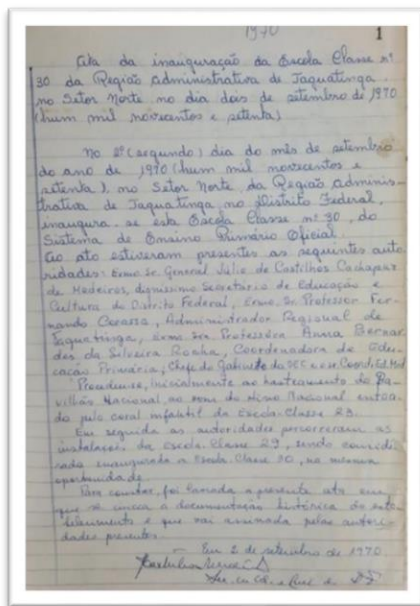 1970
1
Ata da inauguração da Escola Classe nº
30 da Região Administrativa de Taguatinga
no Setor Norte no dia dois de setembro de 1970
(hum mil novecentos e setenta)
No 2º (segundo) dia do mês de setembro
do ano de 1970 (hum mil novecentos e
setenta), no Setor Norte da Região Adminis-
trativa de Taguatinga no Distrito Federal,
inaugura-se esta Escola Classe nº 30, do
Sistema de Ensino Primário Oficial.
Ao ato estiveram presentes as seguintes auto
ridades: Exmo Sr. General Júlio de Castilhos Cachapuz
de Medeiros, digníssimo Secretário de Educação e
Cultura do Distrito Federal, Exmo. Sr. Professor Fer-
nando, Administrador Regional de
Taguatinga, Exma Sra. Professora Anna Bernar
des da Silveira Rocha, Coordenadora de Edu-
cação Primária, Chefe do Gabinete da SEC
Procedeu-se, inicialmente ao hasteamento do Pa-
vilhão Nacional, ao som do Hino Nacional entoa-
do pelo coral infantil da Escola-Classe 23.
Em seguida as autoridades percorreram as
instalações da Escola-Classe 29, sendo conside-
rada inaugurada a Escola-Classe 30, na mesma
oportunidade.
Para constar, foi lavrada a presente ata em
que se inicia a documentação histórica do esta
belecimento e que vai assinada pelas autori-
dades presentes.
Em 2 de setembro de 1970